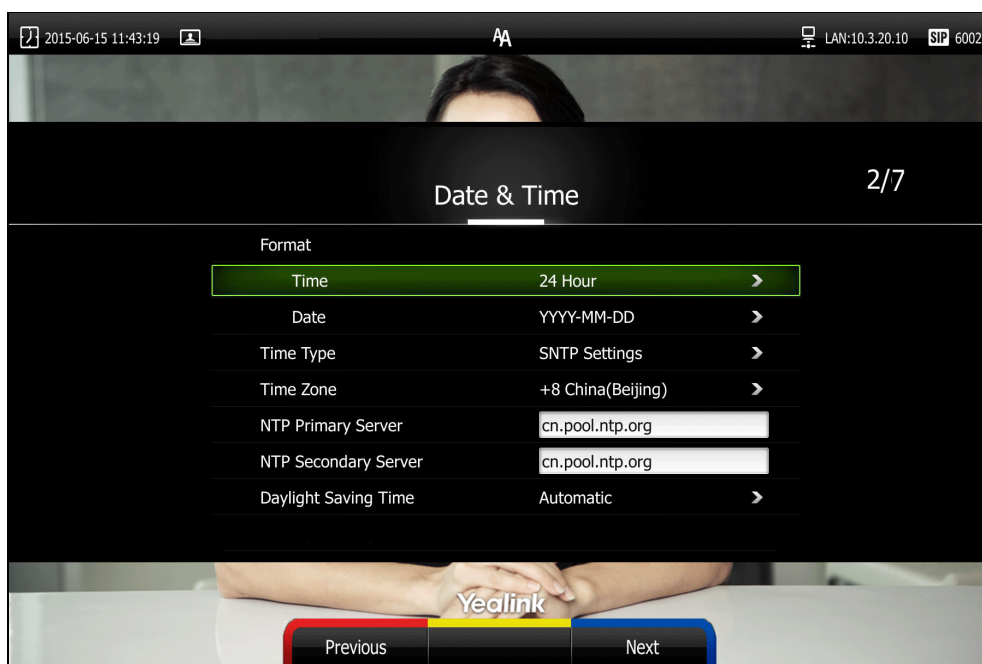 2015-06-15 11:43:19 AA LAN:10.3.20.10 SIP 6002
2/7
Date & Time
Format
Time 24 Hour
Date YYYY-MM-DD
Time Type SNTP Settings
Time Zone +8 China(Beijing)
NTP Primary Server cn.pool.ntp.org
NTP Secondary Server cn.pool.ntp.org
Daylight Saving Time Automatic
Yealink
Previous Next